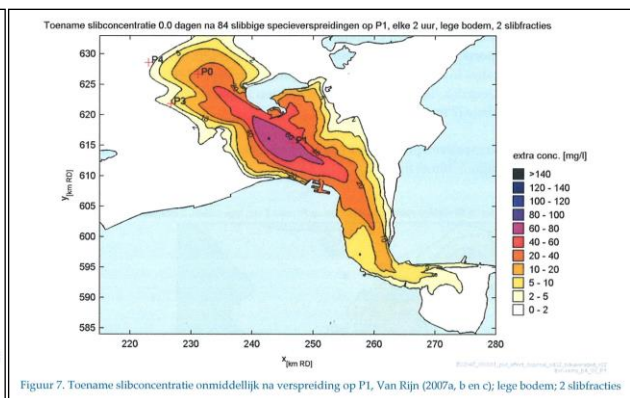 Toename slibconcentratie 0.0 dagen na 84 slibbige specieverspreidingen op P1, elke 2 uur, lege bodem, 2 slibfracties
630
625
620
615
610
605
600
595
590
585
y[km RD]
P4
P0
P3
P1
220
230
240
250
260
270
280
x[km RD]
extra conc. [mg/l]
>140
120 - 140
100 - 120
80 - 100
60 - 80
40 - 60
20 - 40
10 - 20
5 - 10
2 - 5
0 - 2
Figuur 7. Toename slibconcentratie onmiddellijk na verspreiding op P1, Van Rijn (2007a, b en c); lege bodem; 2 slibfracties